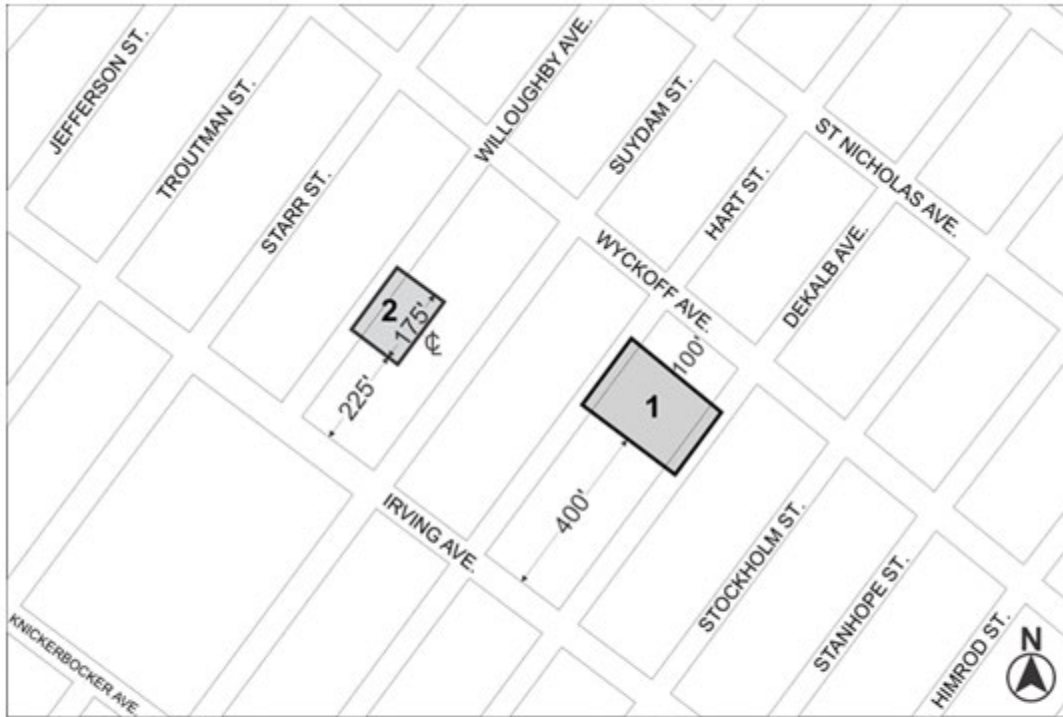 JEFFERSON ST.
TROUTMAN ST.
STARR ST.
WILLOUGHBY AVE.
SUYDAM ST.
HART ST.
ST NICHOLAS AVE.
WYCKOFF AVE.
DEKALB AVE.
2
175'
℄
225'
100'
1
400'
IRVING AVE.
STOCKHOLM ST.
STANHOPE ST.
HIMROD ST.
KNICKERBOCKER AVE.
N